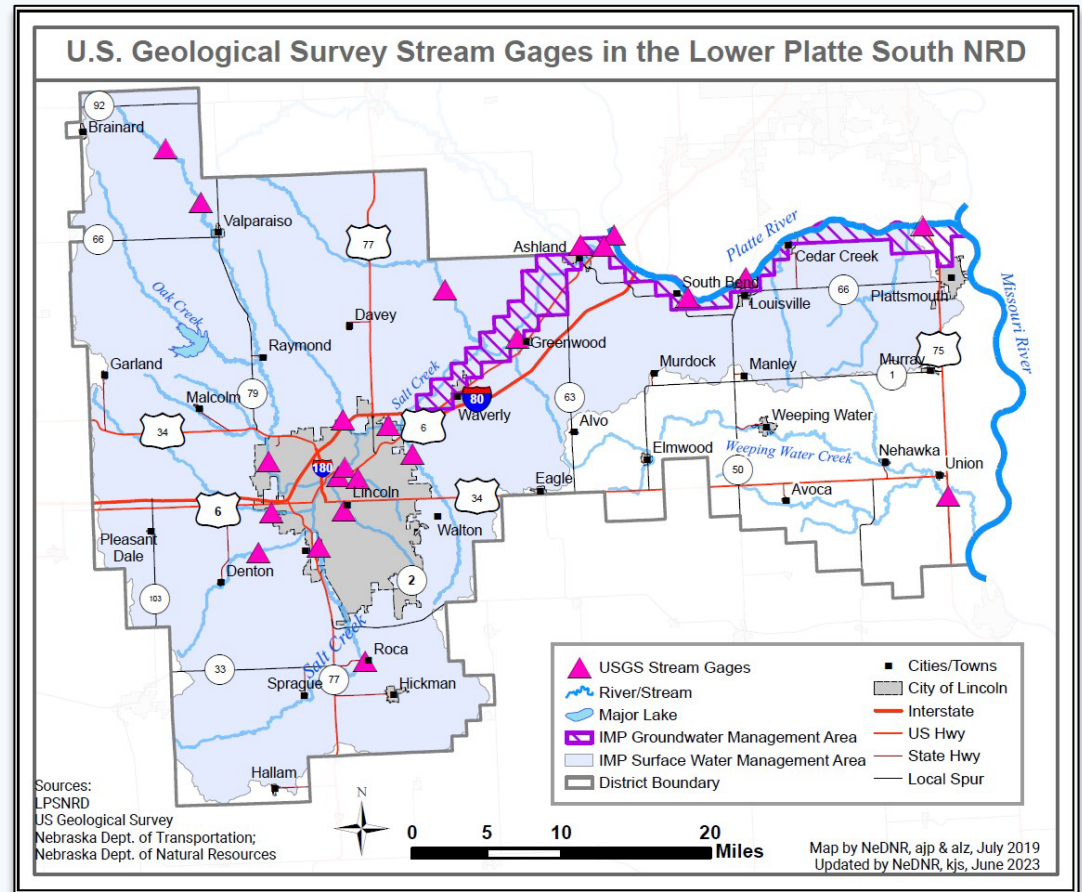 U.S. Geological Survey Stream Gages in the Lower Platte South NRD
92
Brainard
Valparaiso
66
77
Ashland
Platte River
Cedar Creek
South Bend
Louisville
66
Plattsmouth
Missouri River
Oak Creek
Davey
Raymond
Greenwood
Garland
Malcolm
79
Salt Creek
80
Waverly
63
Murdock
Manley
Murray
75
1
34
6
Alvo
Weeping Water
Elmwood
Weeping Water Creek
Nehawka
180
Lincoln
34
Eagle
50
Union
Avoca
6
Walton
Pleasant
Dale
Denton
103
2
Salt Creek
33
Roca
77
Sprague
Hickman
Hallam
USGS Stream Gages
River/Stream
Major Lake
IMP Groundwater Management Area
IMP Surface Water Management Area
District Boundary
Cities/Towns
City of Lincoln
Interstate
US Hwy
State Hwy
Local Spur
Sources:
LPSNRD
US Geological Survey
Nebraska Dept. of Transportation;
Nebraska Dept. of Natural Resources
N
0 5 10 20
Miles
Map by NeDNR, ajp & alz, July 2019
Updated by NeDNR, kjs, June 2023